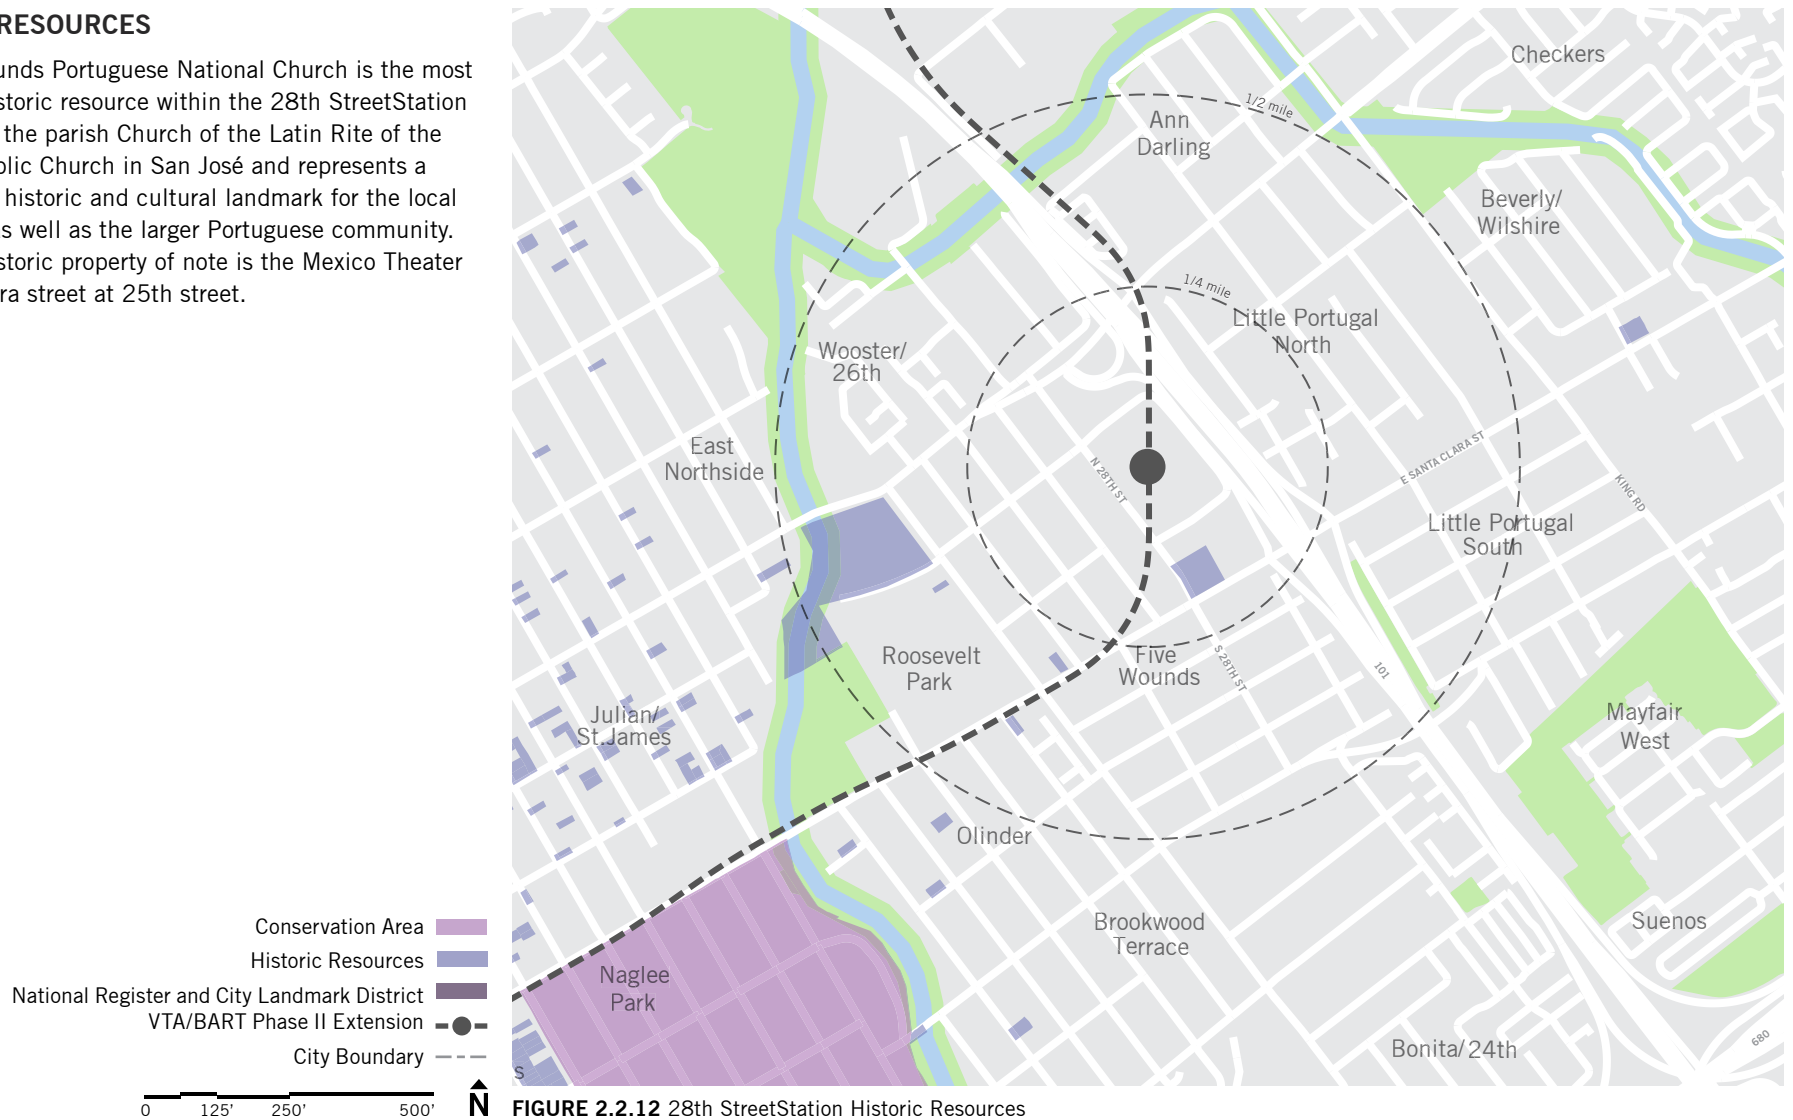 RESOURCES
unds Portuguese National Church is the most
storic resource within the 28th StreetStation
the parish Church of the Latin Rite of the
olic Church in San José and represents a
historic and cultural landmark for the local
s well as the larger Portuguese community.
storic property of note is the Mexico Theater
ra street at 25th street.
Checkers
1/2 mile
Ann
Darling
Beverly/
Wilshire
1/4 mile
Little Portugal
North
Wooster/
26th
East
Northside
E SANTA CLARA ST
N 28TH ST
KING RD
Little Portugal
South
Roosevelt
Park
Five
Wounds
S 28TH ST
101
Julian/
St.James
Mayfair
West
Olinder
Brookwood
Terrace
Suenos
Naglee
Park
Bonita/24th
680
S
Conservation Area
Historic Resources
National Register and City Landmark District
VTA/BART Phase II Extension
City Boundary
0 125' 250' 500'
N
FIGURE 2.2.12 28th StreetStation Historic Resources